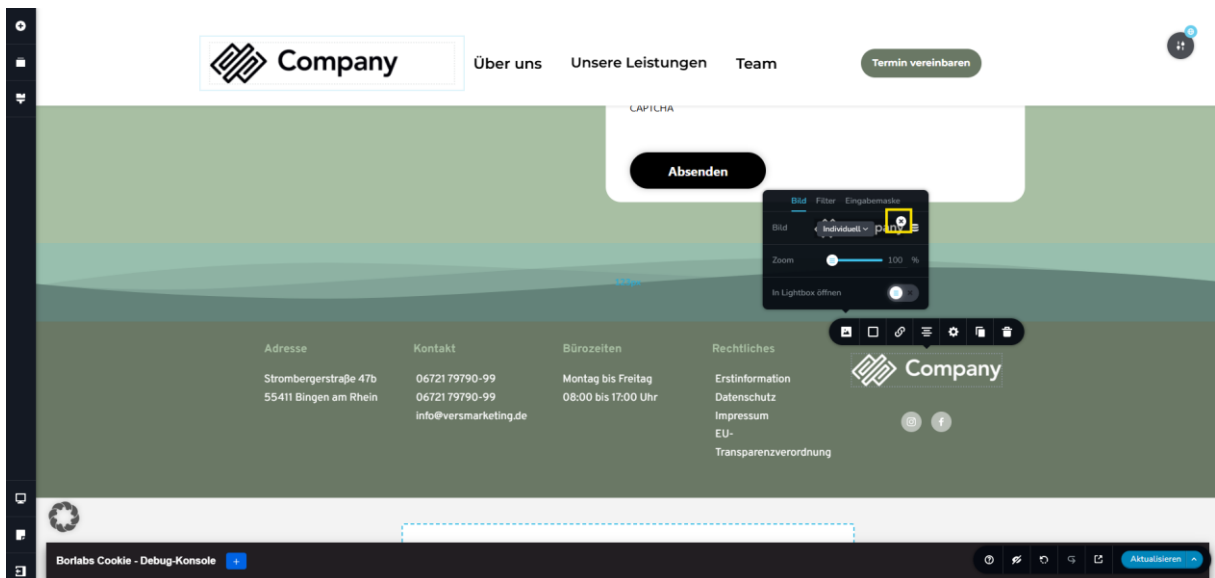 Company
Über uns
Unsere Leistungen
Team
Termin vereinbaren
CAPTCHA
Absenden
Bild
Filter
Eingabemaske
Bild
Individuell
pany
Zoom
100 %
In Lightbox öffnen
Adresse
Kontakt
Bürozeiten
Rechtliches
Company
Strombergerstraße 47b
55411 Bingen am Rhein
06721 79790-99
06721 79790-99
info@versmarketing.de
Montag bis Freitag
08:00 bis 17:00 Uhr
Erstinformation
Datenschutz
Impressum
EU-
Transparenzverordnung
Borlabs Cookie - Debug-Konsole
Aktualisieren